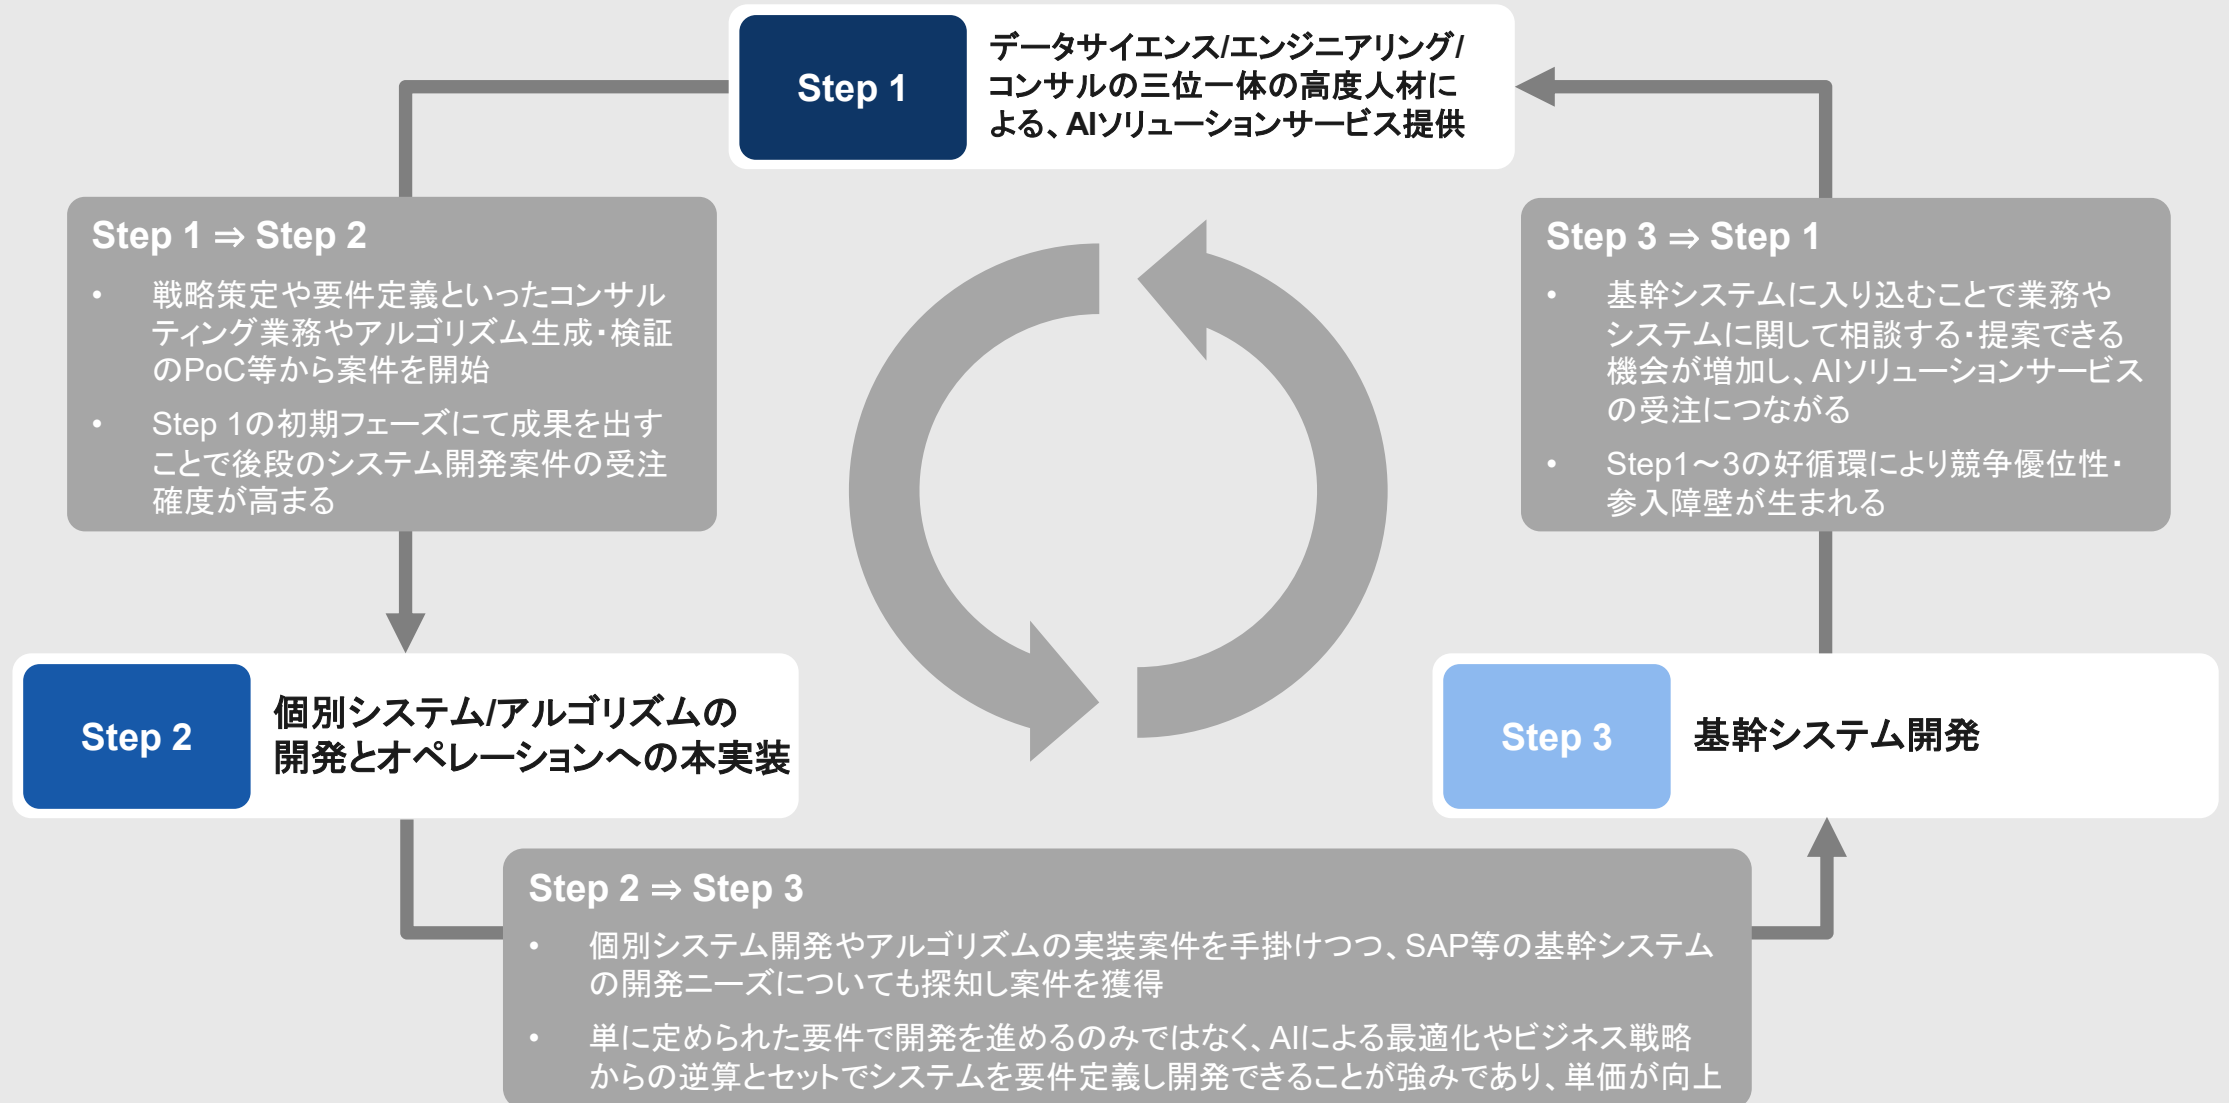 Step 1
データサイエンス/エンジニアリング/
コンサルの三位一体の高度人材に
よる、AIソリューションサービス提供
Step 1 ⇒ Step 2
• 戦略策定や要件定義といったコンサル
ティング業務やアルゴリズム生成・検証
のPoC等から案件を開始
• Step 1の初期フェーズにて成果を出す
ことで後段のシステム開発案件の受注
確度が高まる
Step 3 ⇒ Step 1
• 基幹システムに入り込むことで業務や
システムに関して相談する・提案できる
機会が増加し、AIソリューションサービス
の受注につながる
• Step1～3の好循環により競争優位性・
参入障壁が生まれる
Step 2
個別システム/アルゴリズムの
開発とオペレーションへの本実装
Step 3
基幹システム開発
Step 2 ⇒ Step 3
• 個別システム開発やアルゴリズムの実装案件を手掛けつつ、SAP等の基幹システム
の開発ニーズについても探知し案件を獲得
• 単に定められた要件で開発を進めるのみではなく、AIによる最適化やビジネス戦略
からの逆算とセットでシステムを要件定義し開発できることが強みであり、単価が向上